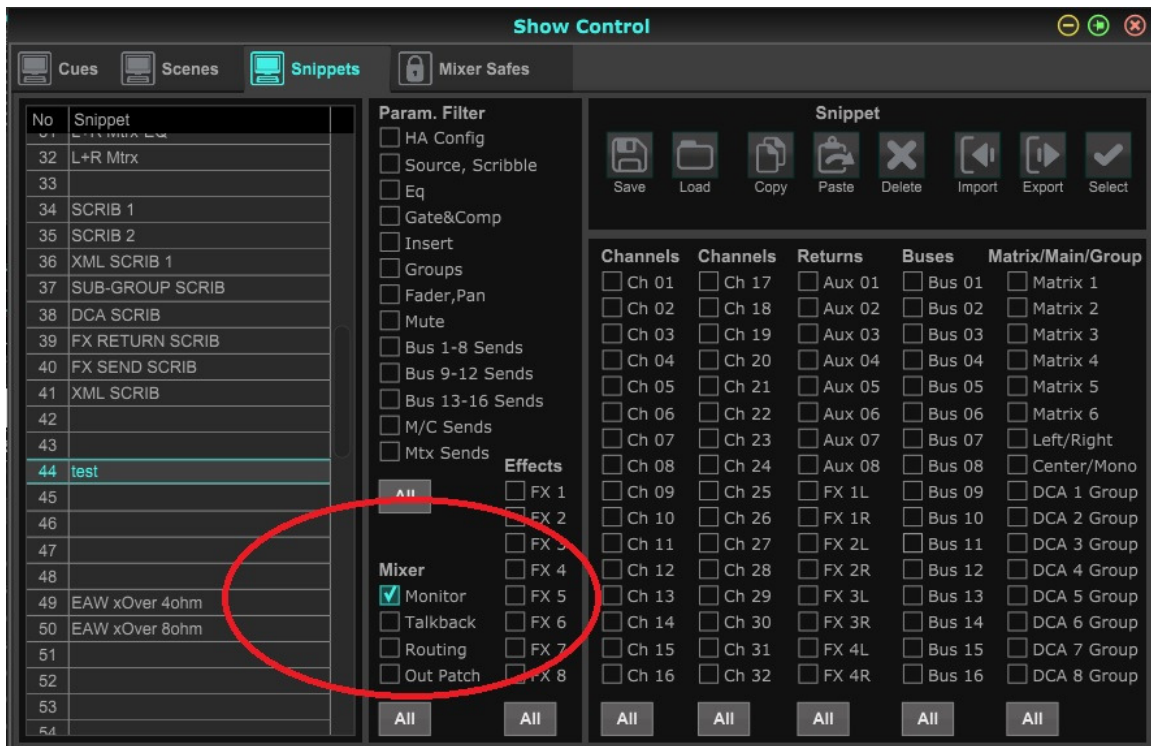 Show Control
Cues Scenes Snippets Mixer Safes
No Snippet
31 L+R Mtrx EQ
32 L+R Mtrx
33
34 SCRIB 1
35 SCRIB 2
36 XML SCRIB 1
37 SUB-GROUP SCRIB
38 DCA SCRIB
39 FX RETURN SCRIB
40 FX SEND SCRIB
41 XML SCRIB
42
43
44 test
45
46
47
48
49 EAW xOver 4ohm
50 EAW xOver 8ohm
51
52
53
54
Param. Filter
HA Config
Source, Scribble
Eq
Gate&Comp
Insert
Groups
Fader,Pan
Mute
Bus 1-8 Sends
Bus 9-12 Sends
Bus 13-16 Sends
M/C Sends
Mtx Sends
All
Mixer
Monitor
Talkback
Routing
Out Patch
All
Effects
FX 1
FX 2
FX 3
FX 4
FX 5
FX 6
FX 7
FX 8
All
Snippet
Save Load Copy Paste Delete Import Export Select
Channels
Ch 01
Ch 02
Ch 03
Ch 04
Ch 05
Ch 06
Ch 07
Ch 08
Ch 09
Ch 10
Ch 11
Ch 12
Ch 13
Ch 14
Ch 15
Ch 16
All
Channels
Ch 17
Ch 18
Ch 19
Ch 20
Ch 21
Ch 22
Ch 23
Ch 24
Ch 25
Ch 26
Ch 27
Ch 28
Ch 29
Ch 30
Ch 31
Ch 32
All
Returns
Aux 01
Aux 02
Aux 03
Aux 04
Aux 05
Aux 06
Aux 07
Aux 08
FX 1L
FX 1R
FX 2L
FX 2R
FX 3L
FX 3R
FX 4L
FX 4R
All
Buses
Bus 01
Bus 02
Bus 03
Bus 04
Bus 05
Bus 06
Bus 07
Bus 08
Bus 09
Bus 10
Bus 11
Bus 12
Bus 13
Bus 14
Bus 15
Bus 16
All
Matrix/Main/Group
Matrix 1
Matrix 2
Matrix 3
Matrix 4
Matrix 5
Matrix 6
Left/Right
Center/Mono
DCA 1 Group
DCA 2 Group
DCA 3 Group
DCA 4 Group
DCA 5 Group
DCA 6 Group
DCA 7 Group
DCA 8 Group
All